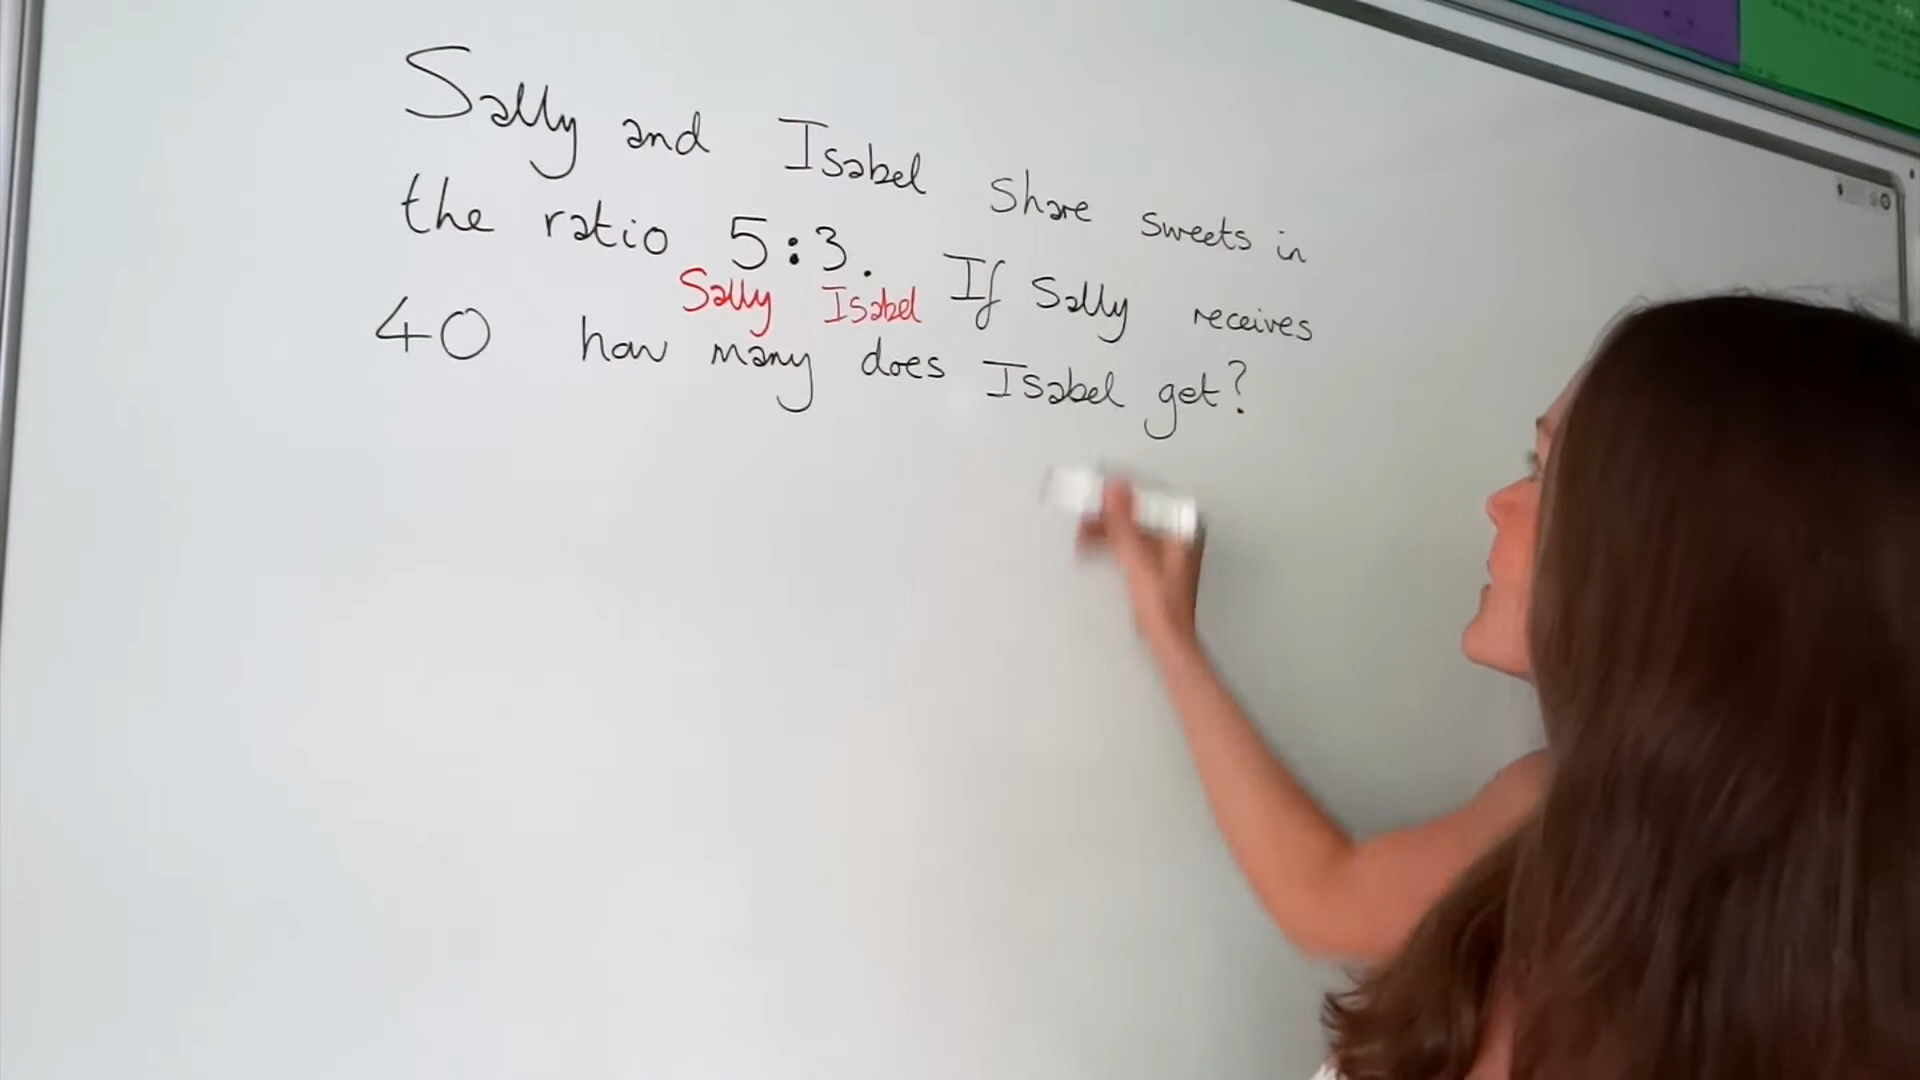 Sally and Isabel share sweets in
the ratio 5:3. If Sally receives
Sally Isabel
40 how many does Isabel get?